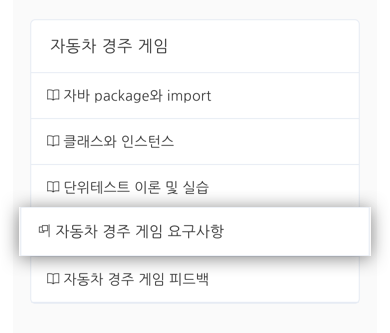 자동차 경주 게임
자바 package와 import
클래스와 인스턴스
단위테스트 이론 및 실습
자동차 경주 게임 요구사항
자동차 경주 게임 피드백